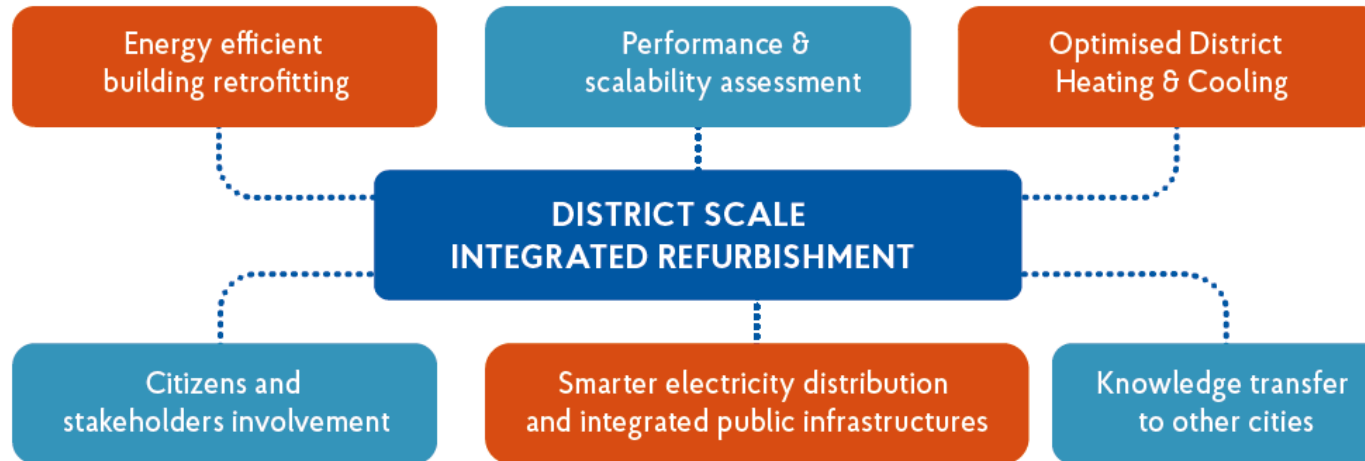 Energy efficient
building retrofitting
Performance &
scalability assessment
Optimised District
Heating & Cooling
DISTRICT SCALE
INTEGRATED REFURBISHMENT
Citizens and
stakeholders involvement
Smarter electricity distribution
and integrated public infrastructures
Knowledge transfer
to other cities